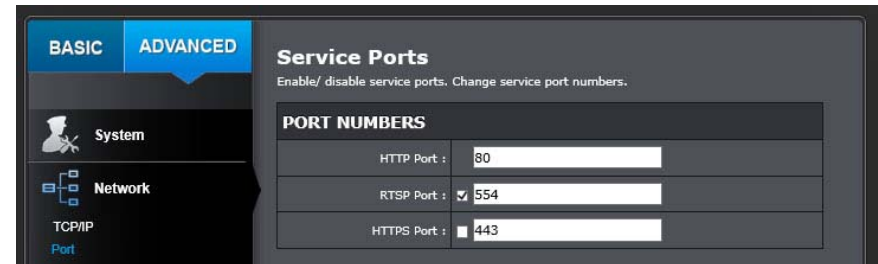 BASIC ADVANCED
Service Ports
Enable/ disable service ports. Change service port numbers.
System
Network
TCP/IP
Port
PORT NUMBERS
HTTP Port : 80
RTSP Port : 554
HTTPS Port : 443